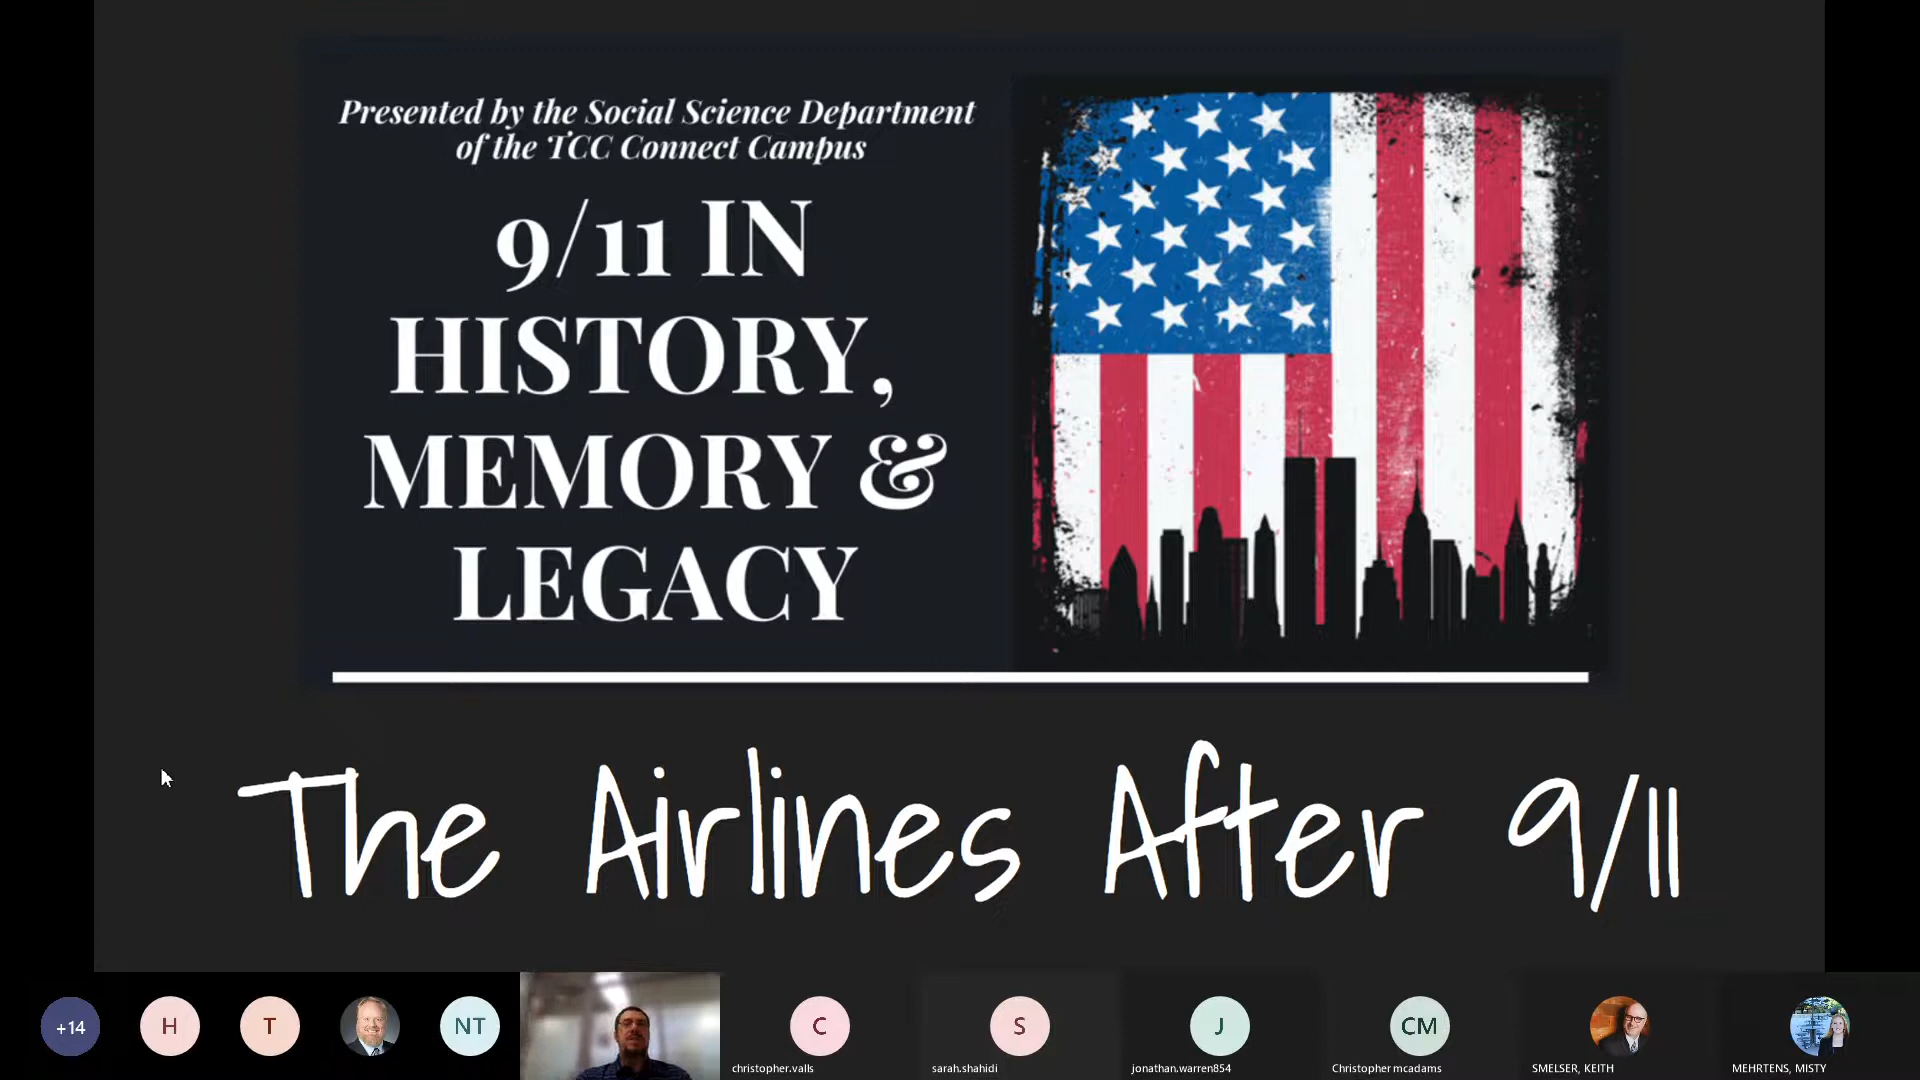 Presented by the Social Science Department
of the TCC Connect Campus
9/11 IN
HISTORY,
MEMORY &
LEGACY
The Airlines After 9/11
+14
H
T
NT
C
christopher.valls
S
sarah.shahidi
J
jonathan.warren854
CM
Christopher mcadams
SMELSER, KEITH
MEHRTENS, MISTY